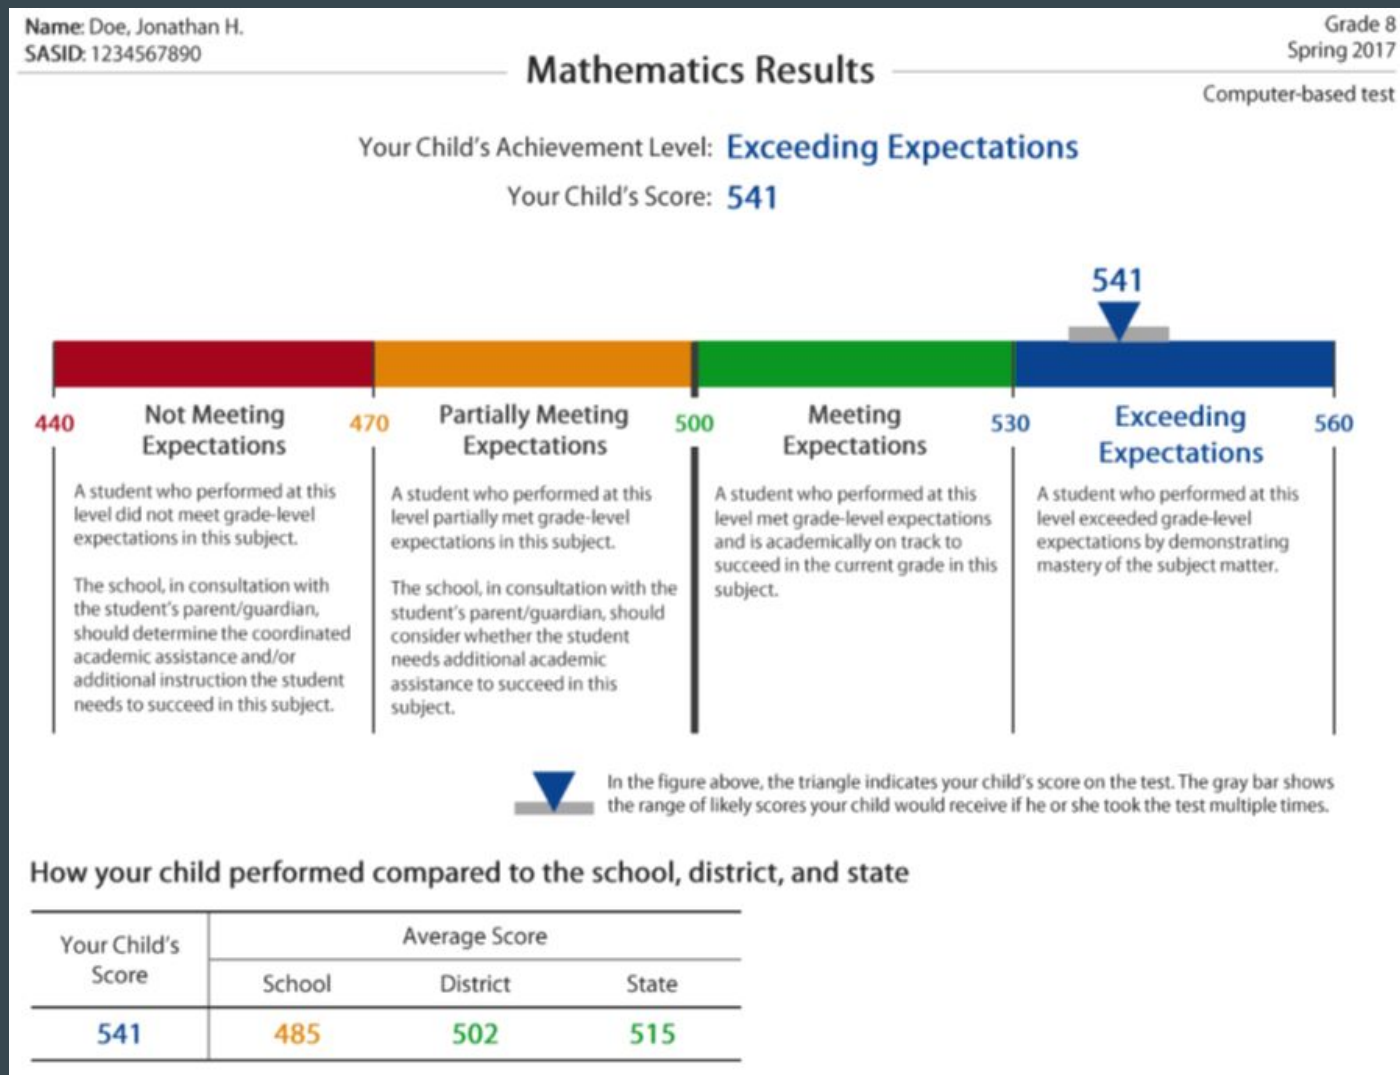 Name: Doe, Jonathan H.
SASID: 1234567890
Grade 8
Spring 2017
Mathematics Results
Computer-based test
Your Child's Achievement Level: Exceeding Expectations
Your Child's Score: 541
541
440
Not Meeting
Expectations
470
Partially Meeting
Expectations
500
Meeting
Expectations
530
Exceeding
Expectations
560
A student who performed at this
level did not meet grade-level
expectations in this subject.
The school, in consultation with
the student's parent/guardian,
should determine the coordinated
academic assistance and/or
additional instruction the student
needs to succeed in this subject.
A student who performed at this
level partially met grade-level
expectations in this subject.
The school, in consultation with the
student's parent/guardian, should
consider whether the student
needs additional academic
assistance to succeed in this
subject.
A student who performed at this
level met grade-level expectations
and is academically on track to
succeed in the current grade in this
subject.
A student who performed at this
level exceeded grade-level
expectations by demonstrating
mastery of the subject matter.
In the figure above, the triangle indicates your child's score on the test. The gray bar shows
the range of likely scores your child would receive if he or she took the test multiple times.
How your child performed compared to the school, district, and state
Your Child's
Score
Average Score
School District State
541 485 502 515